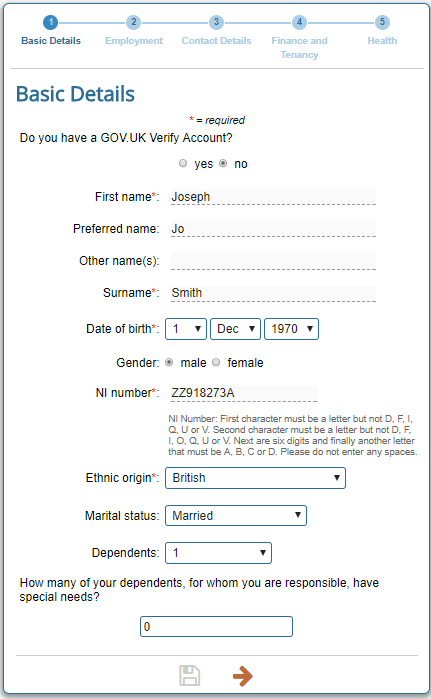 1 2 3 4 5
Basic Details Employment Contact Details Finance and Tenancy Health
Basic Details
* = required
Do you have a GOV.UK Verify Account?
yes no
First name*: Joseph
Preferred name: Jo
Other name(s):
Surname*: Smith
Date of birth*: 1 Dec 1970
Gender: male female
NI number*: ZZ918273A
NI Number: First character must be a letter but not D, F, I,
Q, U or V. Second character must be a letter but not D, F,
I, O, Q, U or V. Next are six digits and finally another letter
that must be A, B, C or D. Please do not enter any spaces.
Ethnic origin*: British
Marital status: Married
Dependents: 1
How many of your dependents, for whom you are responsible, have
special needs?
0